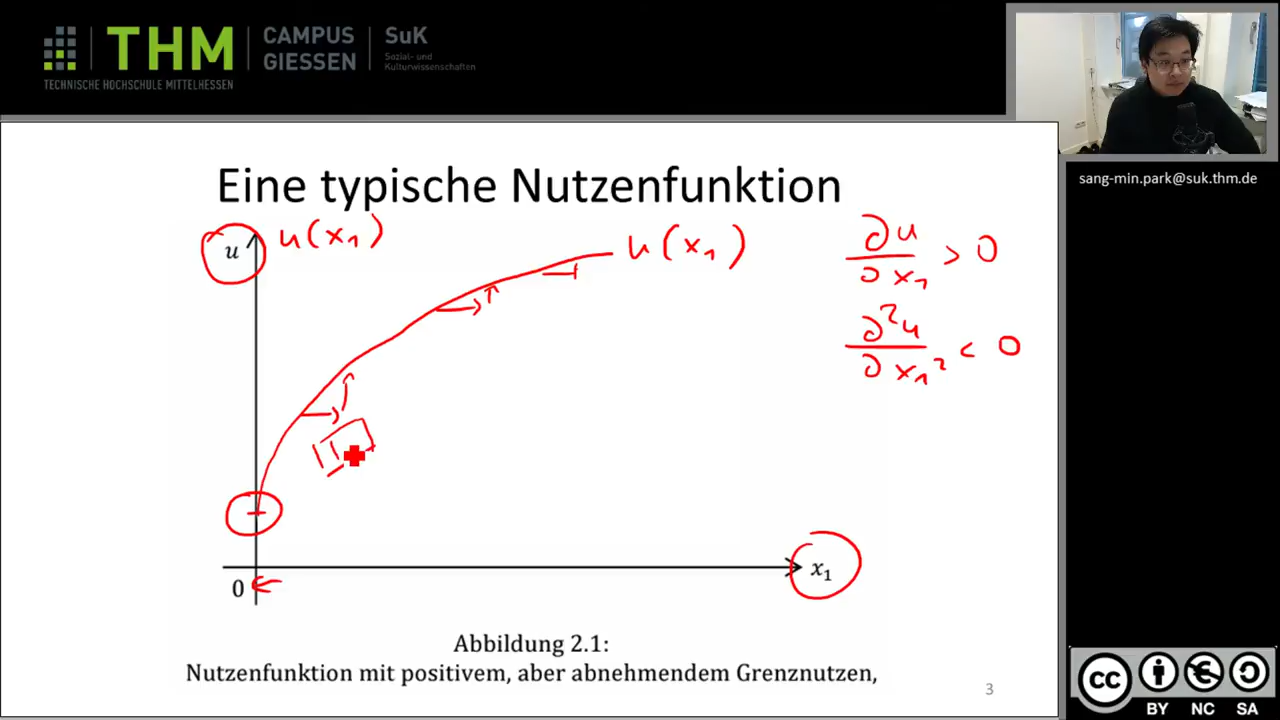 THM
TECHNISCHE HOCHSCHULE MITTELHESSEN
CAMPUS
GIESSEN
SuK
Sozial- und
Kulturwissenschaften
sang-min.park@suk.thm.de
Eine typische Nutzenfunktion
u
u(x₁)
u(x₁)
∂u/∂x₁ > 0
∂²u/∂x₁² < 0
0
x₁
Abbildung 2.1:
Nutzenfunktion mit positivem, aber abnehmendem Grenznutzen,
3
cc
BY NC SA